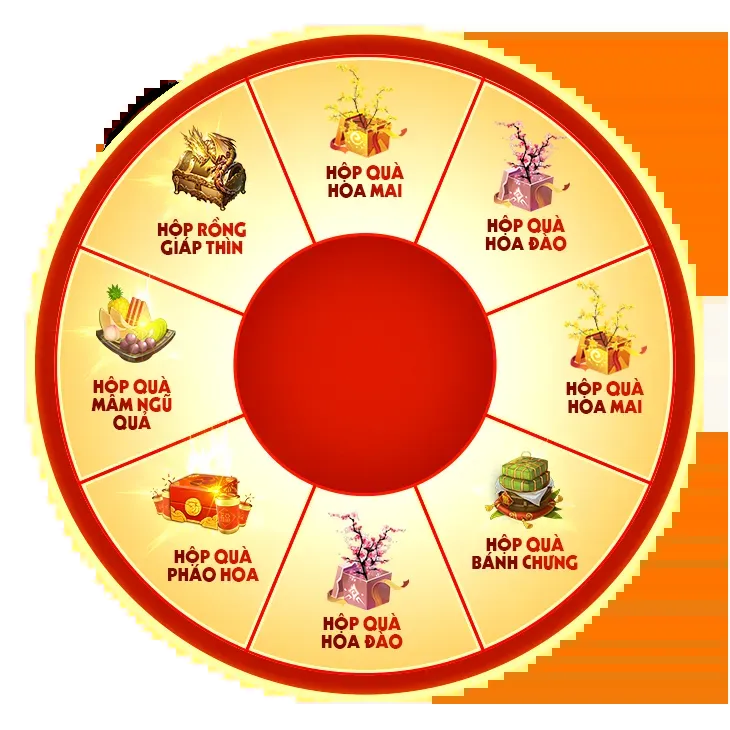 HỘP QUÀ
HOA MAI
HỘP QUÀ
HOA ĐÀO
HỘP QUÀ
HOA MAI
HỘP QUÀ
BÁNH CHƯNG
HỘP QUÀ
HOA ĐÀO
HỘP QUÀ
PHÁO HOA
HỘP QUÀ
MÂM NGŨ
QUẢ
HỘP RỒNG
GIÁP THÌN